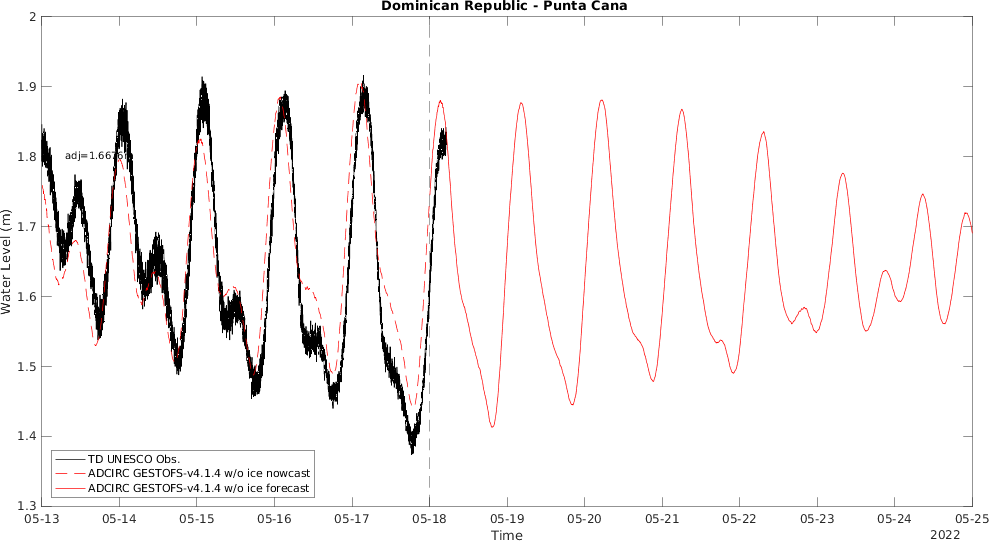 Dominican Republic - Punta Cana
2
1.9
1.8
1.7
1.6
1.5
1.4
1.3
Water Level (m)
TD UNESCO Obs.
ADCIRC GESTOFS-v4.1.4 w/o ice nowcast
ADCIRC GESTOFS-v4.1.4 w/o ice forecast
05-13 05-14 05-15 05-16 05-17 05-18 05-19 05-20 05-21 05-22 05-23 05-24 05-25
Time
2022